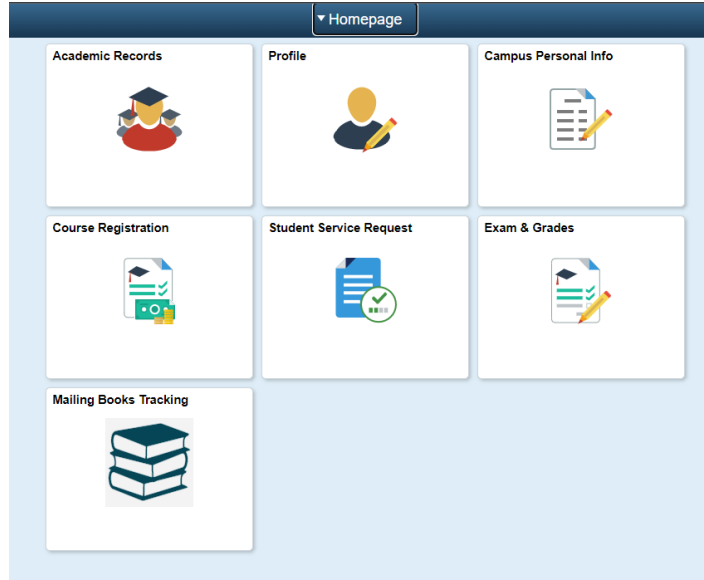 Homepage
Academic Records
Profile
Campus Personal Info
Course Registration
Student Service Request
Exam & Grades
Mailing Books Tracking